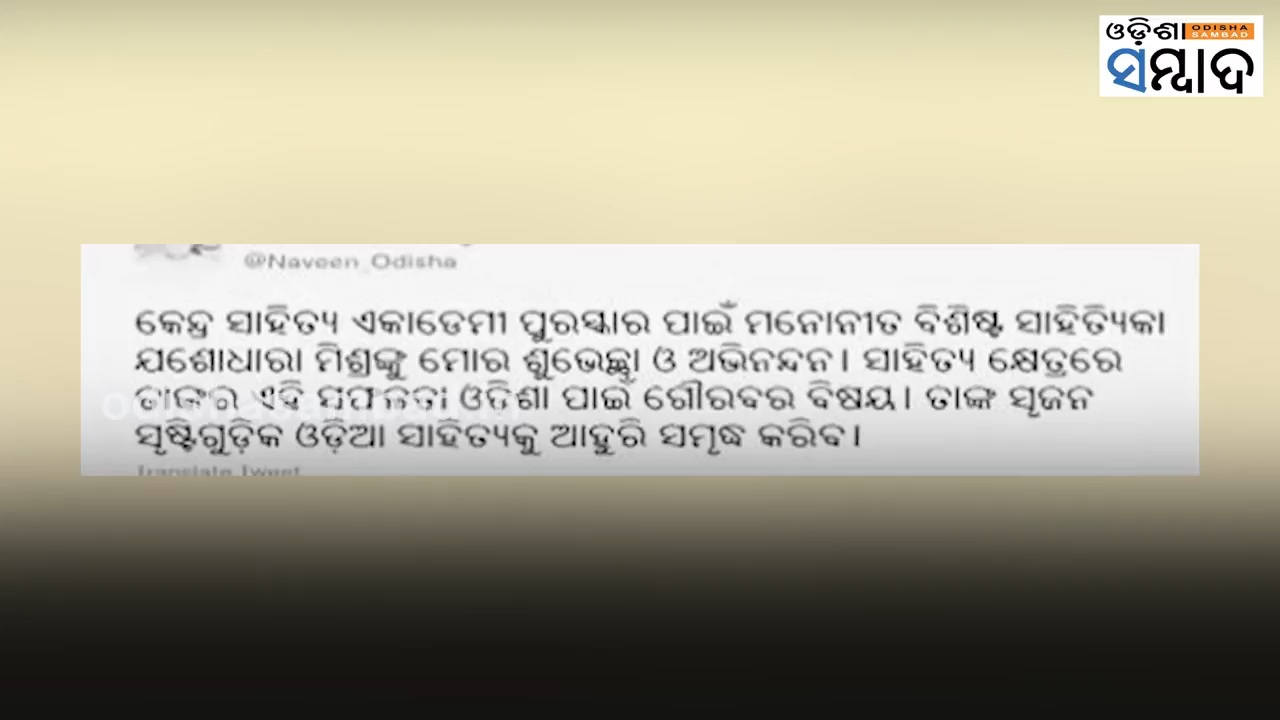 ଓଡ଼ିଶା
ODISHA
SAMBAD
ସମ୍ବାଦ
@Naveen_Odisha
କେନ୍ଦ୍ର ସାହିତ୍ୟ ଏକାଡେମୀ ପୁରସ୍କାର ପାଇଁ ମନୋନୀତ ବିଶିଷ୍ଟ ସାହିତ୍ୟିକା
ଯଶୋଧାରା ମିଶ୍ରଙ୍କୁ ମୋର ଶୁଭେଚ୍ଛା ଓ ଅଭିନନ୍ଦନ। ସାହିତ୍ୟ କ୍ଷେତ୍ରରେ
ତାଙ୍କର ଏହି ସଫଳତା ଓଡିଶା ପାଇଁ ଗୌରବର ବିଷୟ। ତାଙ୍କ ସୃଜନ
ସୃଷ୍ଟିଗୁଡ଼ିକ ଓଡ଼ିଆ ସାହିତ୍ୟକୁ ଆହୁରି ସମୃଦ୍ଧ କରିବ।
Translate Tweet